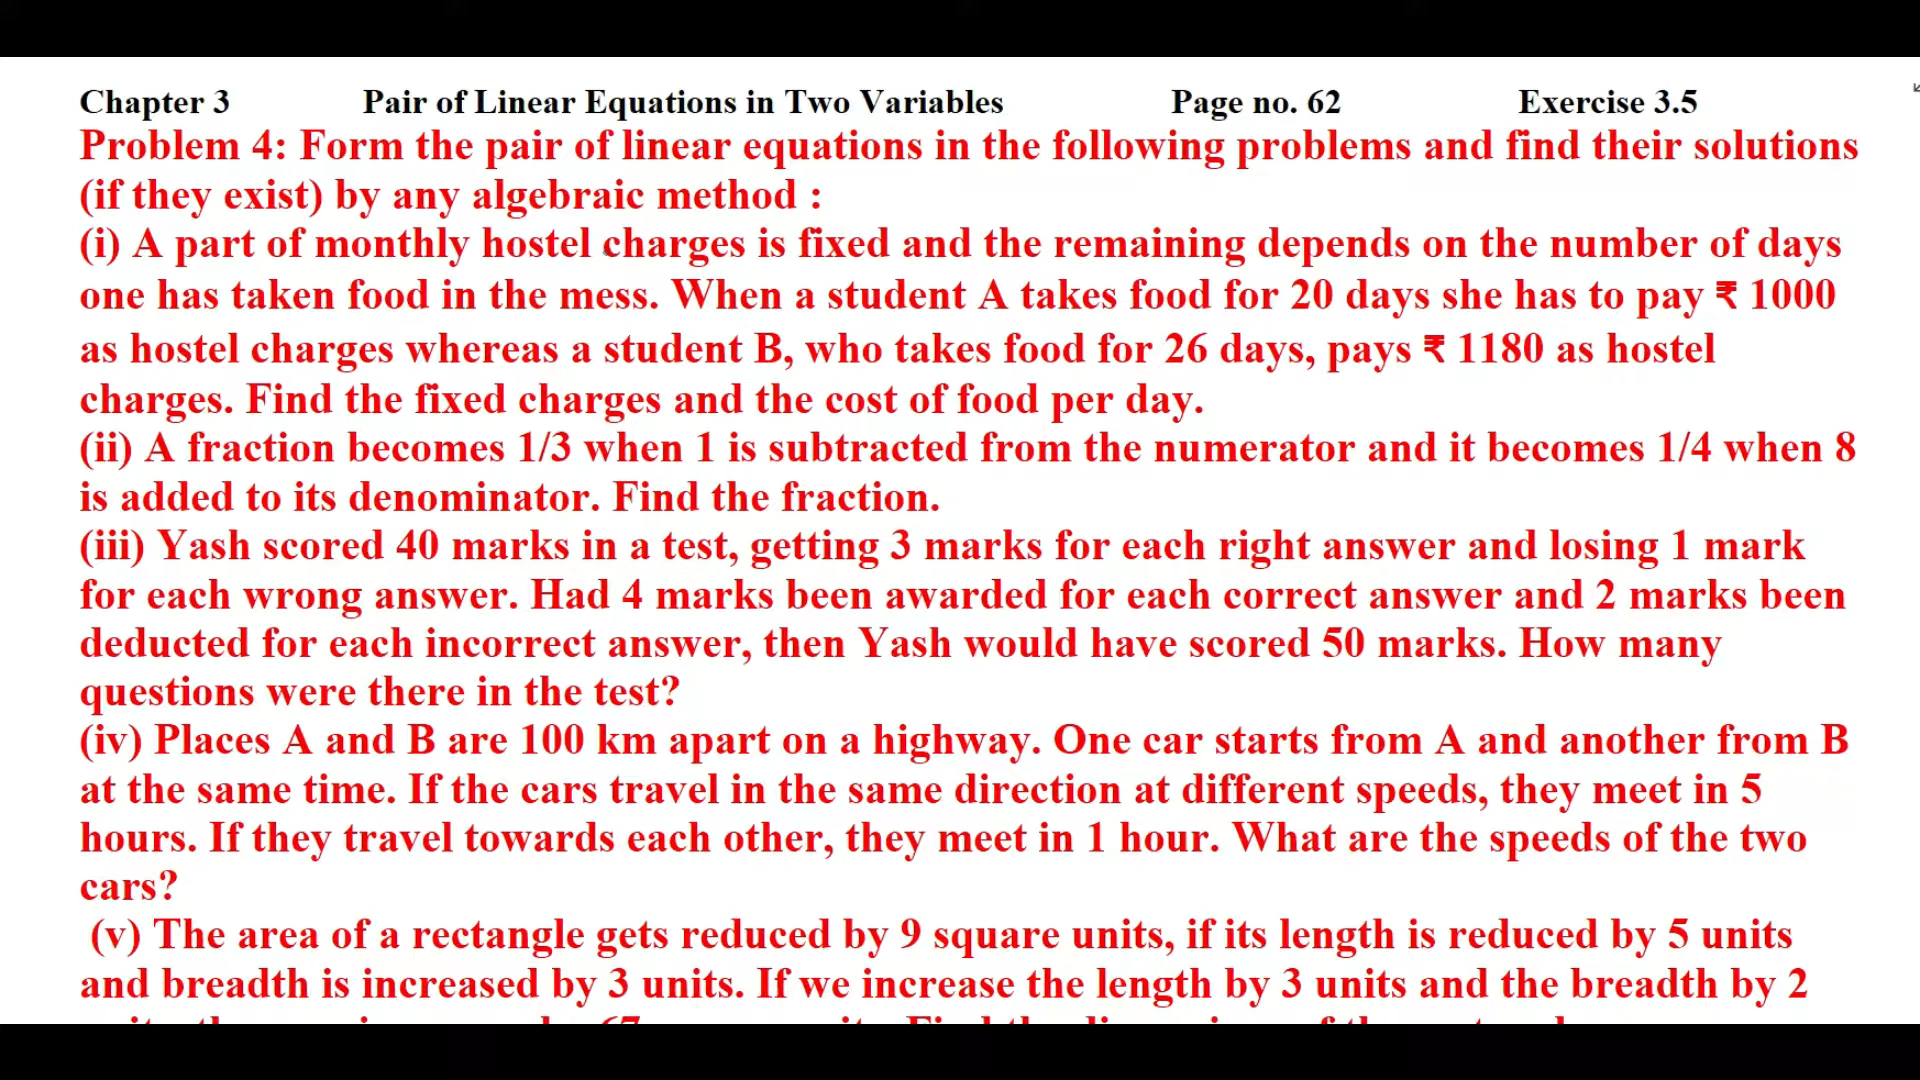 Chapter 3 Pair of Linear Equations in Two Variables Page no. 62 Exercise 3.5
Problem 4: Form the pair of linear equations in the following problems and find their solutions
(if they exist) by any algebraic method :
(i) A part of monthly hostel charges is fixed and the remaining depends on the number of days
one has taken food in the mess. When a student A takes food for 20 days she has to pay ₹ 1000
as hostel charges whereas a student B, who takes food for 26 days, pays ₹ 1180 as hostel
charges. Find the fixed charges and the cost of food per day.
(ii) A fraction becomes 1/3 when 1 is subtracted from the numerator and it becomes 1/4 when 8
is added to its denominator. Find the fraction.
(iii) Yash scored 40 marks in a test, getting 3 marks for each right answer and losing 1 mark
for each wrong answer. Had 4 marks been awarded for each correct answer and 2 marks been
deducted for each incorrect answer, then Yash would have scored 50 marks. How many
questions were there in the test?
(iv) Places A and B are 100 km apart on a highway. One car starts from A and another from B
at the same time. If the cars travel in the same direction at different speeds, they meet in 5
hours. If they travel towards each other, they meet in 1 hour. What are the speeds of the two
cars?
(v) The area of a rectangle gets reduced by 9 square units, if its length is reduced by 5 units
and breadth is increased by 3 units. If we increase the length by 3 units and the breadth by 2